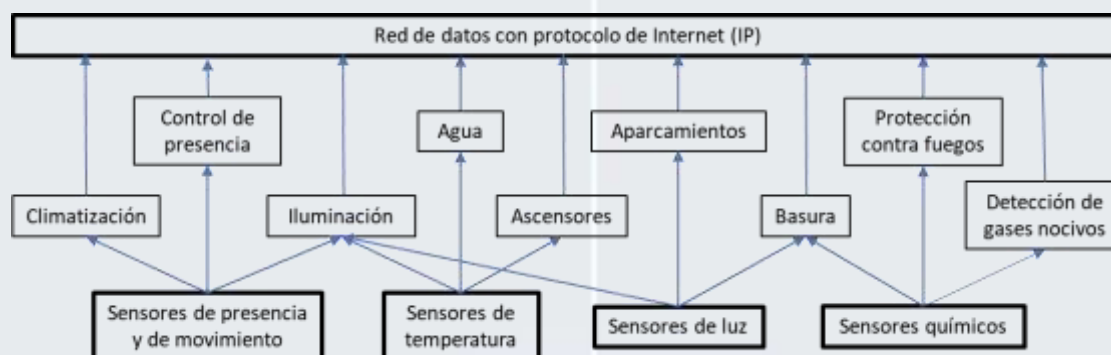 Red de datos con protocolo de Internet (IP)
Control de
presencia
Agua
Aparcamientos
Protección
contra fuegos
Climatización
Iluminación
Ascensores
Basura
Detección de
gases nocivos
Sensores de presencia
y de movimiento
Sensores de
temperatura
Sensores de luz
Sensores químicos